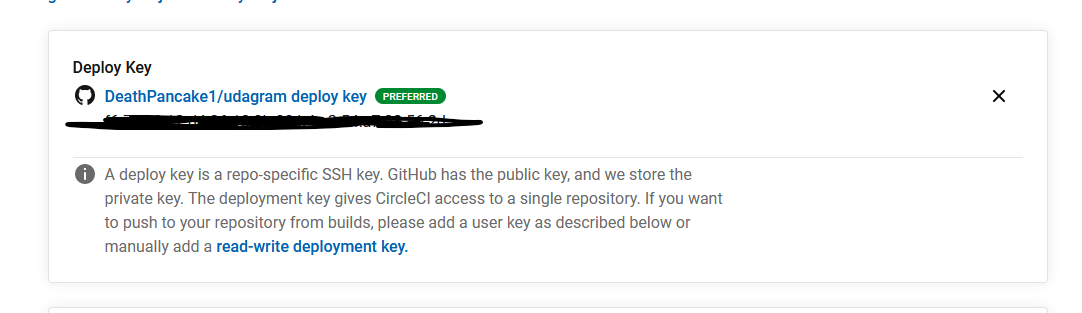 Deploy Key
DeathPancake1/udagram deploy key PREFERRED
A deploy key is a repo-specific SSH key. GitHub has the public key, and we store the
private key. The deployment key gives CircleCI access to a single repository. If you want
to push to your repository from builds, please add a user key as described below or
manually add a read-write deployment key.